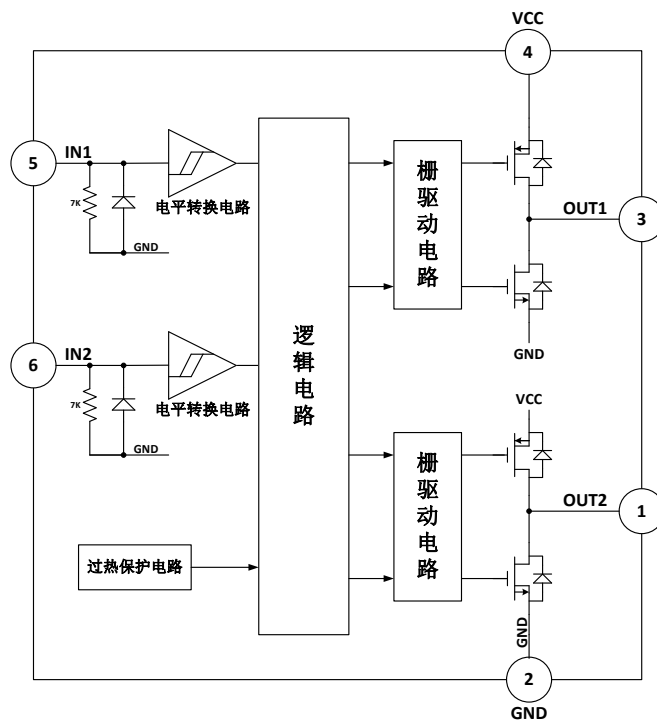 VCC
4
5
IN1
7K
GND
电平转换电路
栅驱动电路
OUT1
3
GND
逻辑电路
6
IN2
7K
GND
电平转换电路
VCC
栅驱动电路
OUT2
1
过热保护电路
GND
2
GND